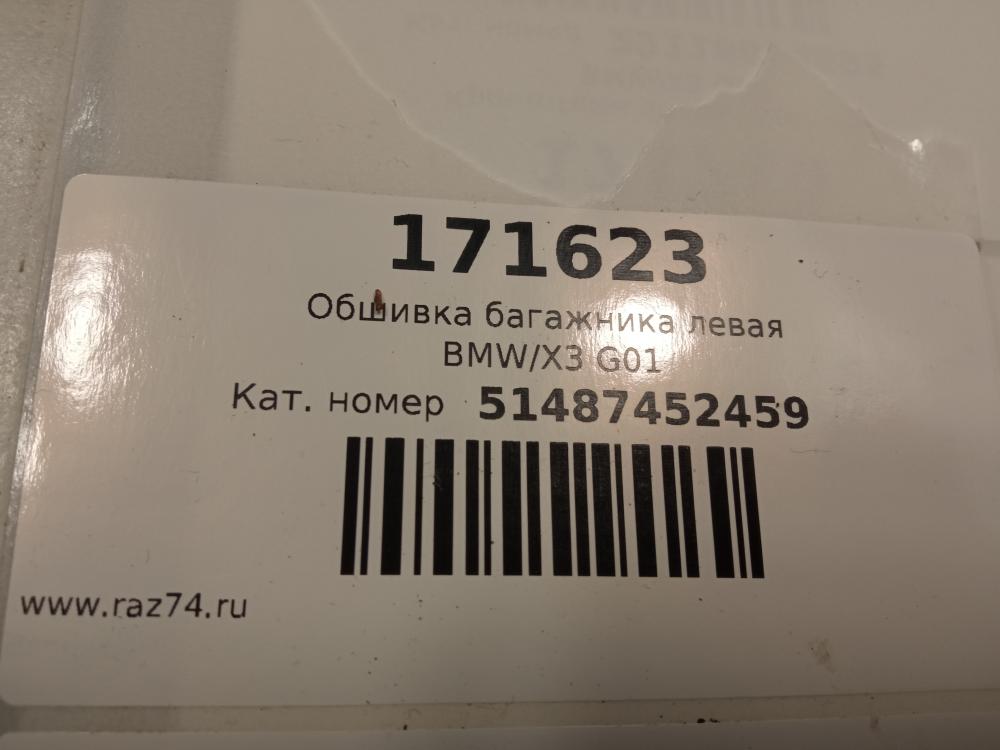 171623
Обшивка багажника левая
BMW/X3 G01
Кат. номер 51487452459
www.raz74.ru